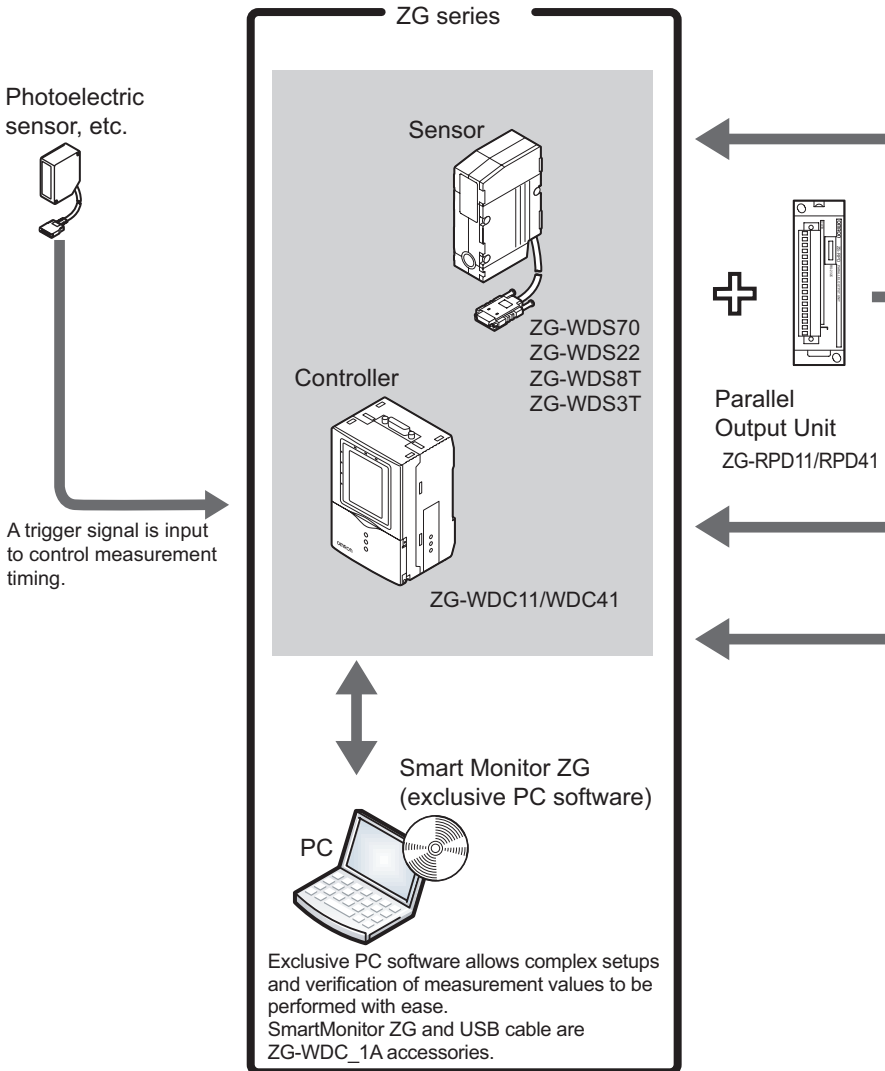 ZG series
Photoelectric
sensor, etc.
Sensor
ZG-WDS70
ZG-WDS22
ZG-WDS8T
ZG-WDS3T
Controller
omron
ZG-WDC11/WDC41
A trigger signal is input
to control measurement
timing.
Parallel
Output Unit
ZG-RPD11/RPD41
Smart Monitor ZG
(exclusive PC software)
PC
Exclusive PC software allows complex setups
and verification of measurement values to be
performed with ease.
SmartMonitor ZG and USB cable are
ZG-WDC_1A accessories.